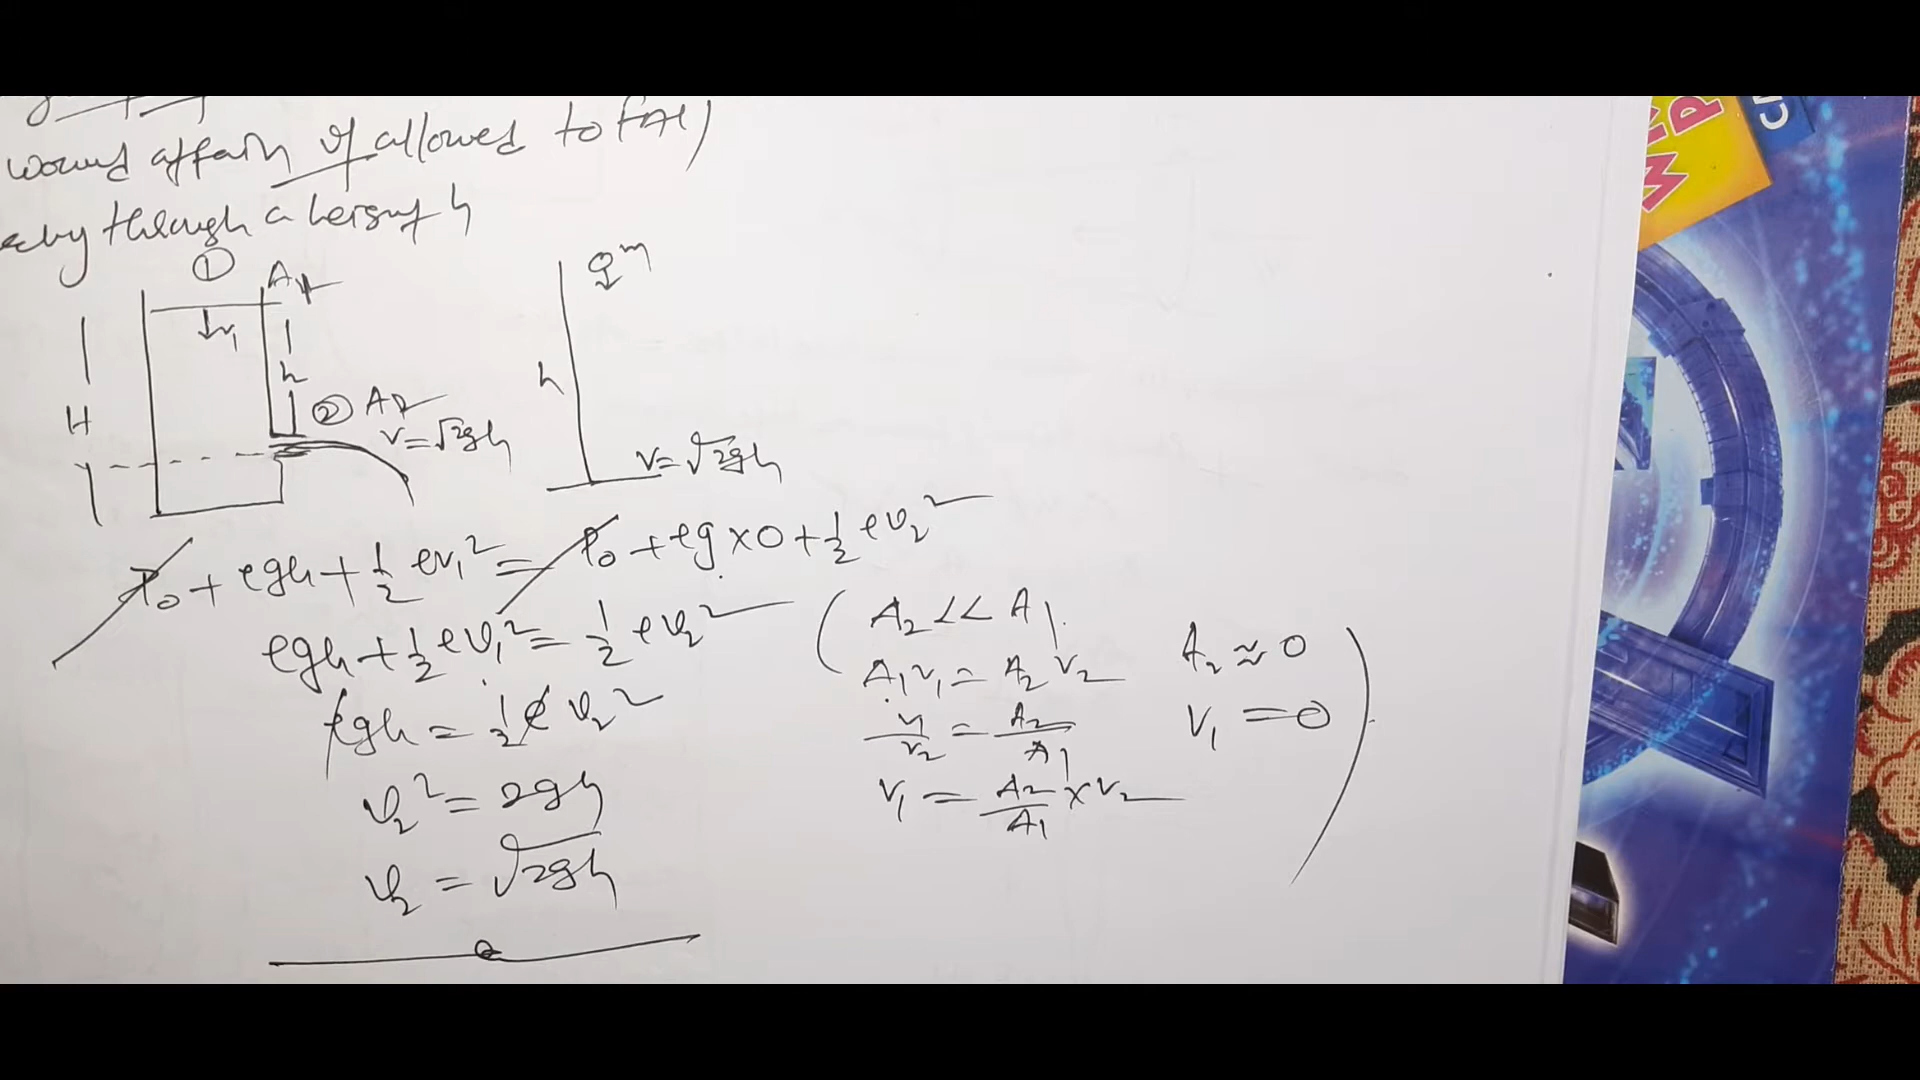 would attain if allowed to fall
through a height h
①
A₁
↓v₁
h
H
② A₂
v=√2gh
m
h
v=√2gh
P₀+ρgh+½ρv₁²=P₀+ρg×0+½ρv₂²
ρgh+½ρv₁²=½ρv₂²
ρgh=½ρv₂²
v₂²=2gh
v₂=√2gh
(A₂<<A₁
A₁v₁=A₂v₂
v₁/v₂=A₂/A₁
v₁=A₂/A₁×v₂
A₂≈0
v₁=0)